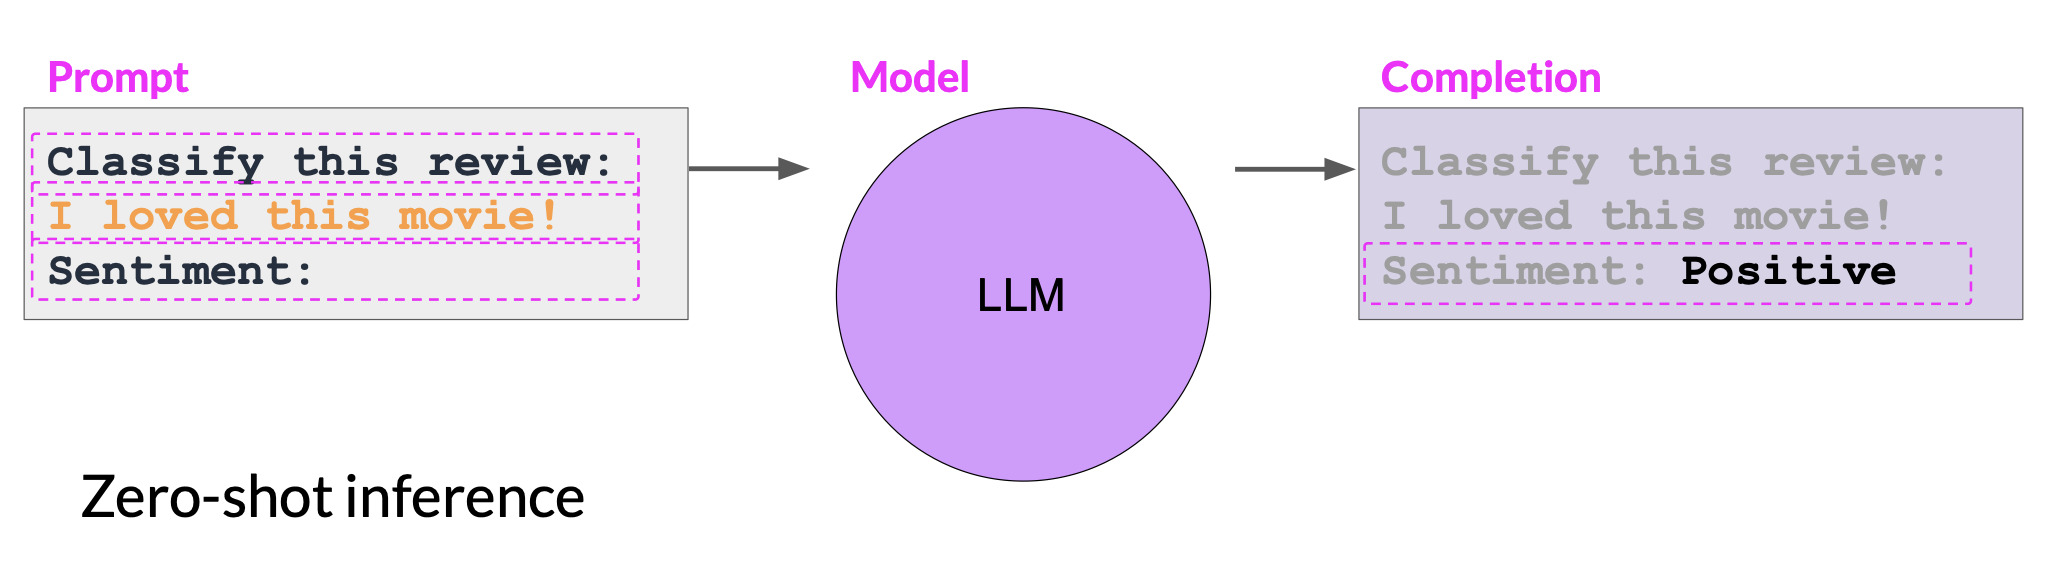 Prompt
Classify this review:
I loved this movie!
Sentiment:
Model
LLM
Completion
Classify this review:
I loved this movie!
Sentiment: Positive
Zero-shot inference